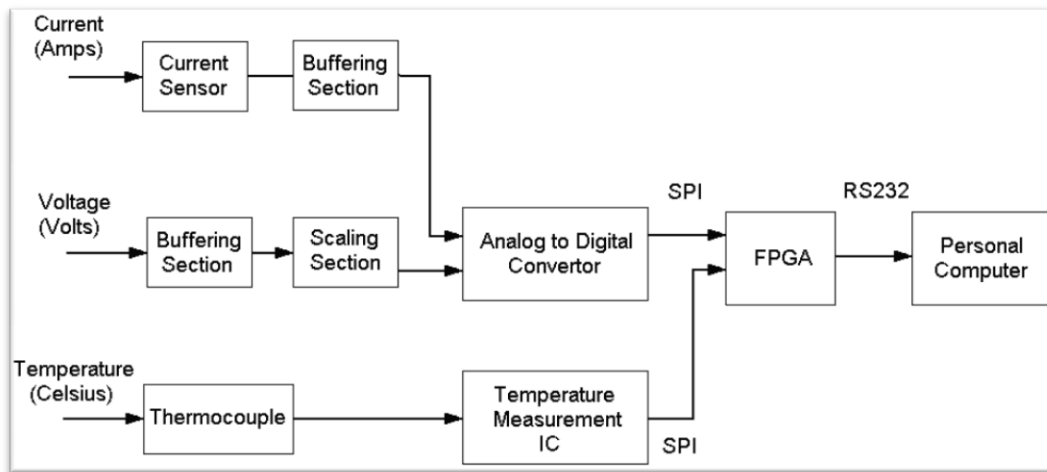 Current
(Amps)
Current
Sensor
Buffering
Section
Voltage
(Volts)
Buffering
Section
Scaling
Section
Analog to Digital
Convertor
SPI
FPGA
RS232
Personal
Computer
Temperature
(Celsius)
Thermocouple
Temperature
Measurement
IC
SPI